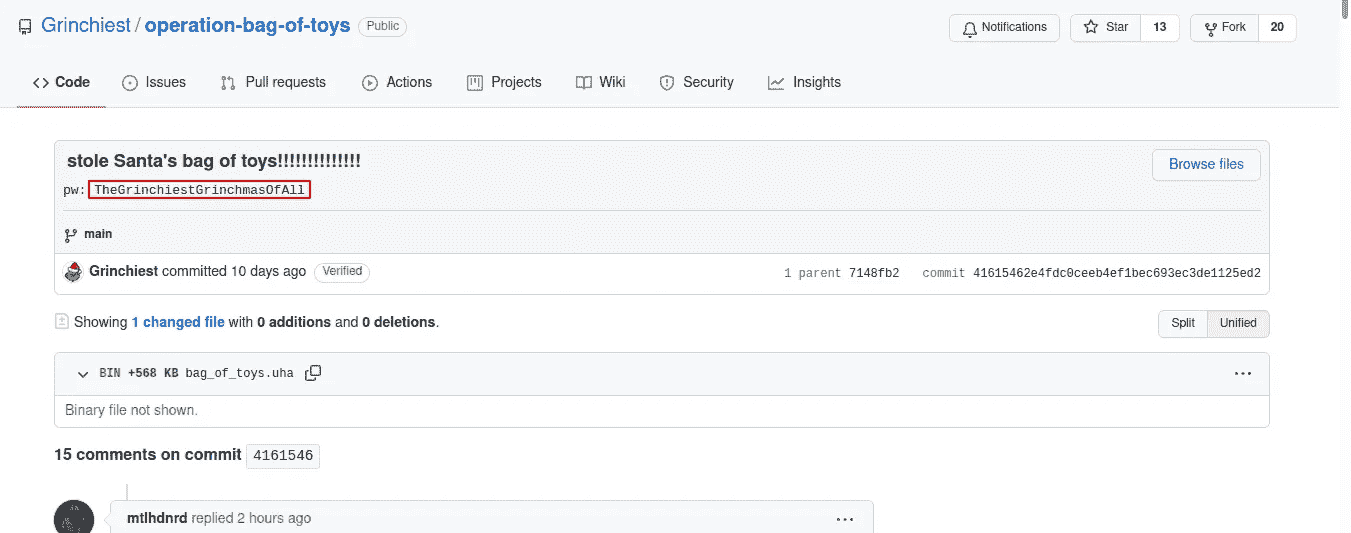 Grinchiest / operation-bag-of-toys Public Notifications Star 13 Fork 20
Code Issues Pull requests Actions Projects Wiki Security Insights
stole Santa's bag of toys!!!!!!!!!!!!!! Browse files
pw: TheGrinchiestGrinchmasOfAll
main
Grinchiest committed 10 days ago Verified 1 parent 7148fb2 commit 41615462e4fdc0ceeb4ef1bec693ec3de1125ed2
Showing 1 changed file with 0 additions and 0 deletions. Split Unified
BIN +568 KB bag_of_toys.uha
Binary file not shown.
15 comments on commit 4161546
mtlhdnrd replied 2 hours ago